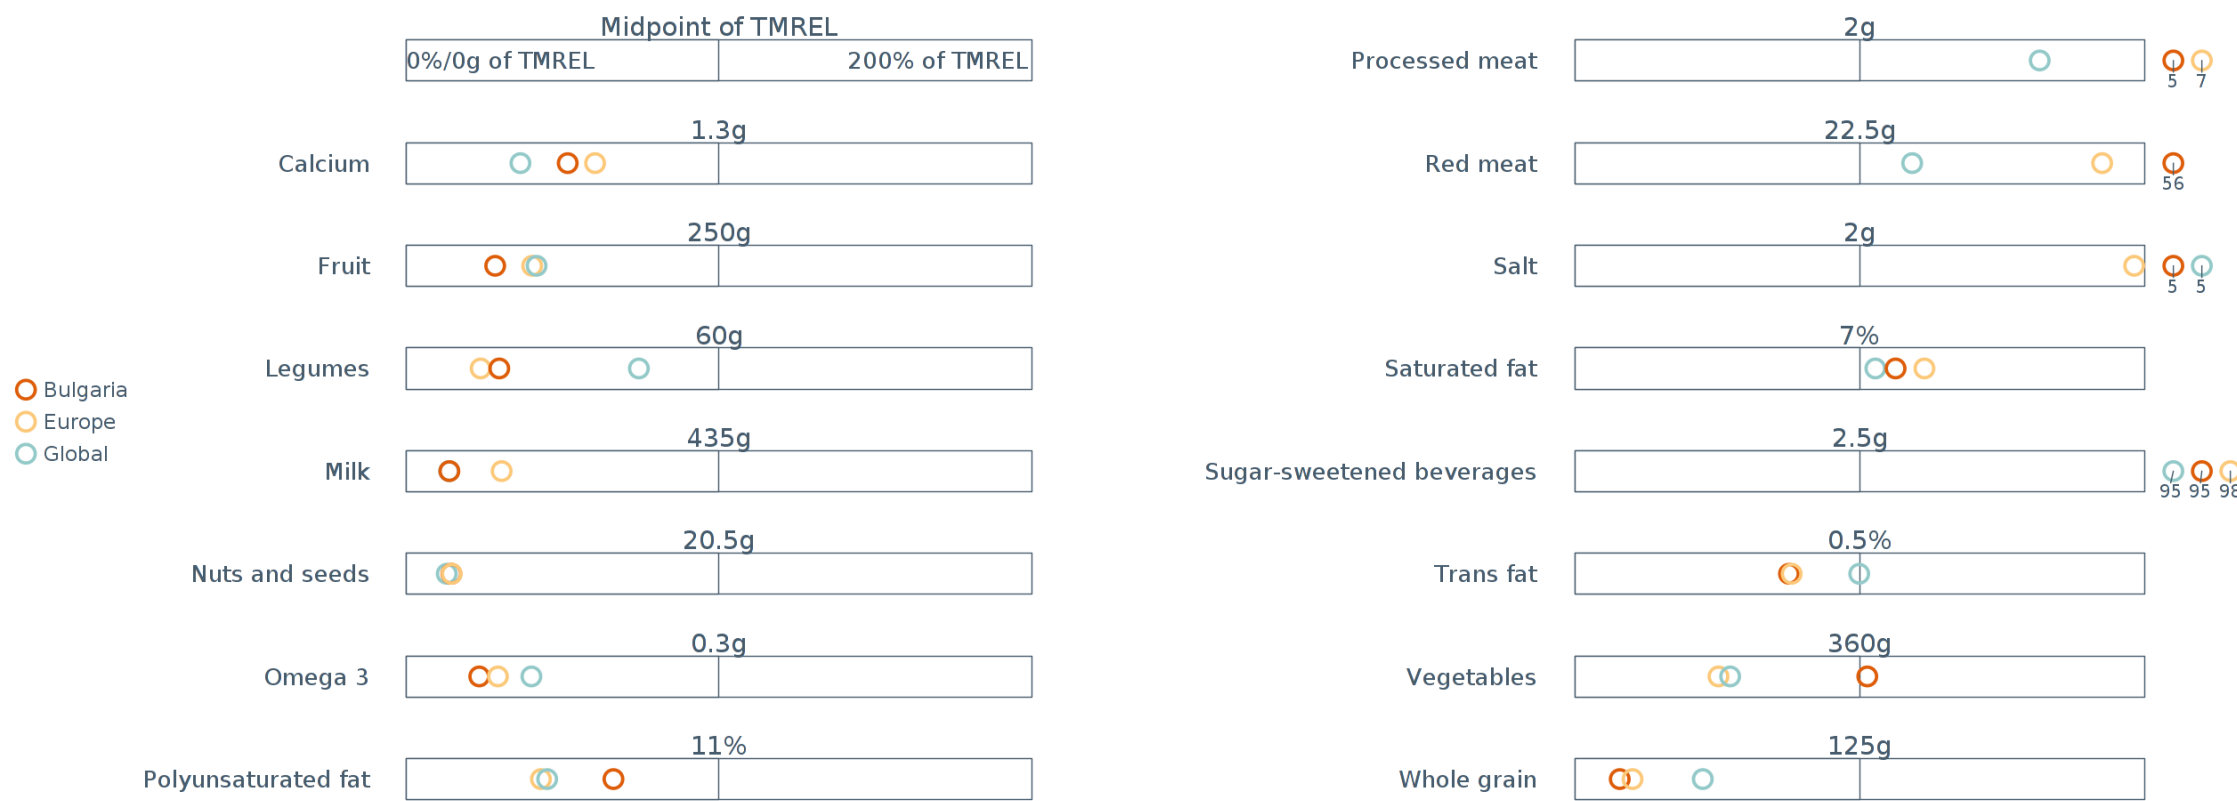 Midpoint of TMREL
0%/0g of TMREL 200% of TMREL
1.3g
Calcium
250g
Fruit
60g
Legumes
435g
Milk
20.5g
Nuts and seeds
0.3g
Omega 3
11%
Polyunsaturated fat
Bulgaria
Europe
Global
2g
Processed meat
5 7
22.5g
Red meat
56
2g
Salt
5 5
7%
Saturated fat
2.5g
Sugar-sweetened beverages
95 95 98
0.5%
Trans fat
360g
Vegetables
125g
Whole grain